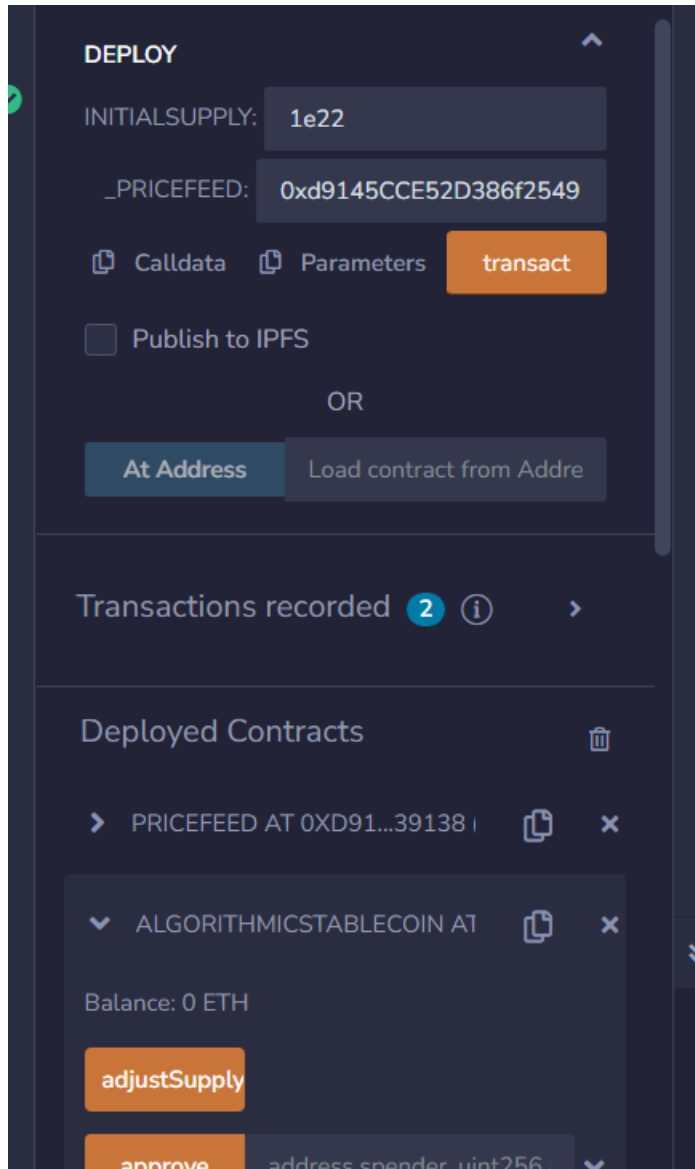 DEPLOY
INITIALSUPPLY: 1e22
_PRICEFEED: 0xd9145CCE52D386f2549
Calldata Parameters transact
Publish to IPFS
OR
At Address Load contract from Addre
Transactions recorded 2
Deployed Contracts
PRICEFEED AT 0XD91...39138 (
ALGORITHMICSTABLECOIN AT
Balance: 0 ETH
adjustSupply
approve address spender, uint256